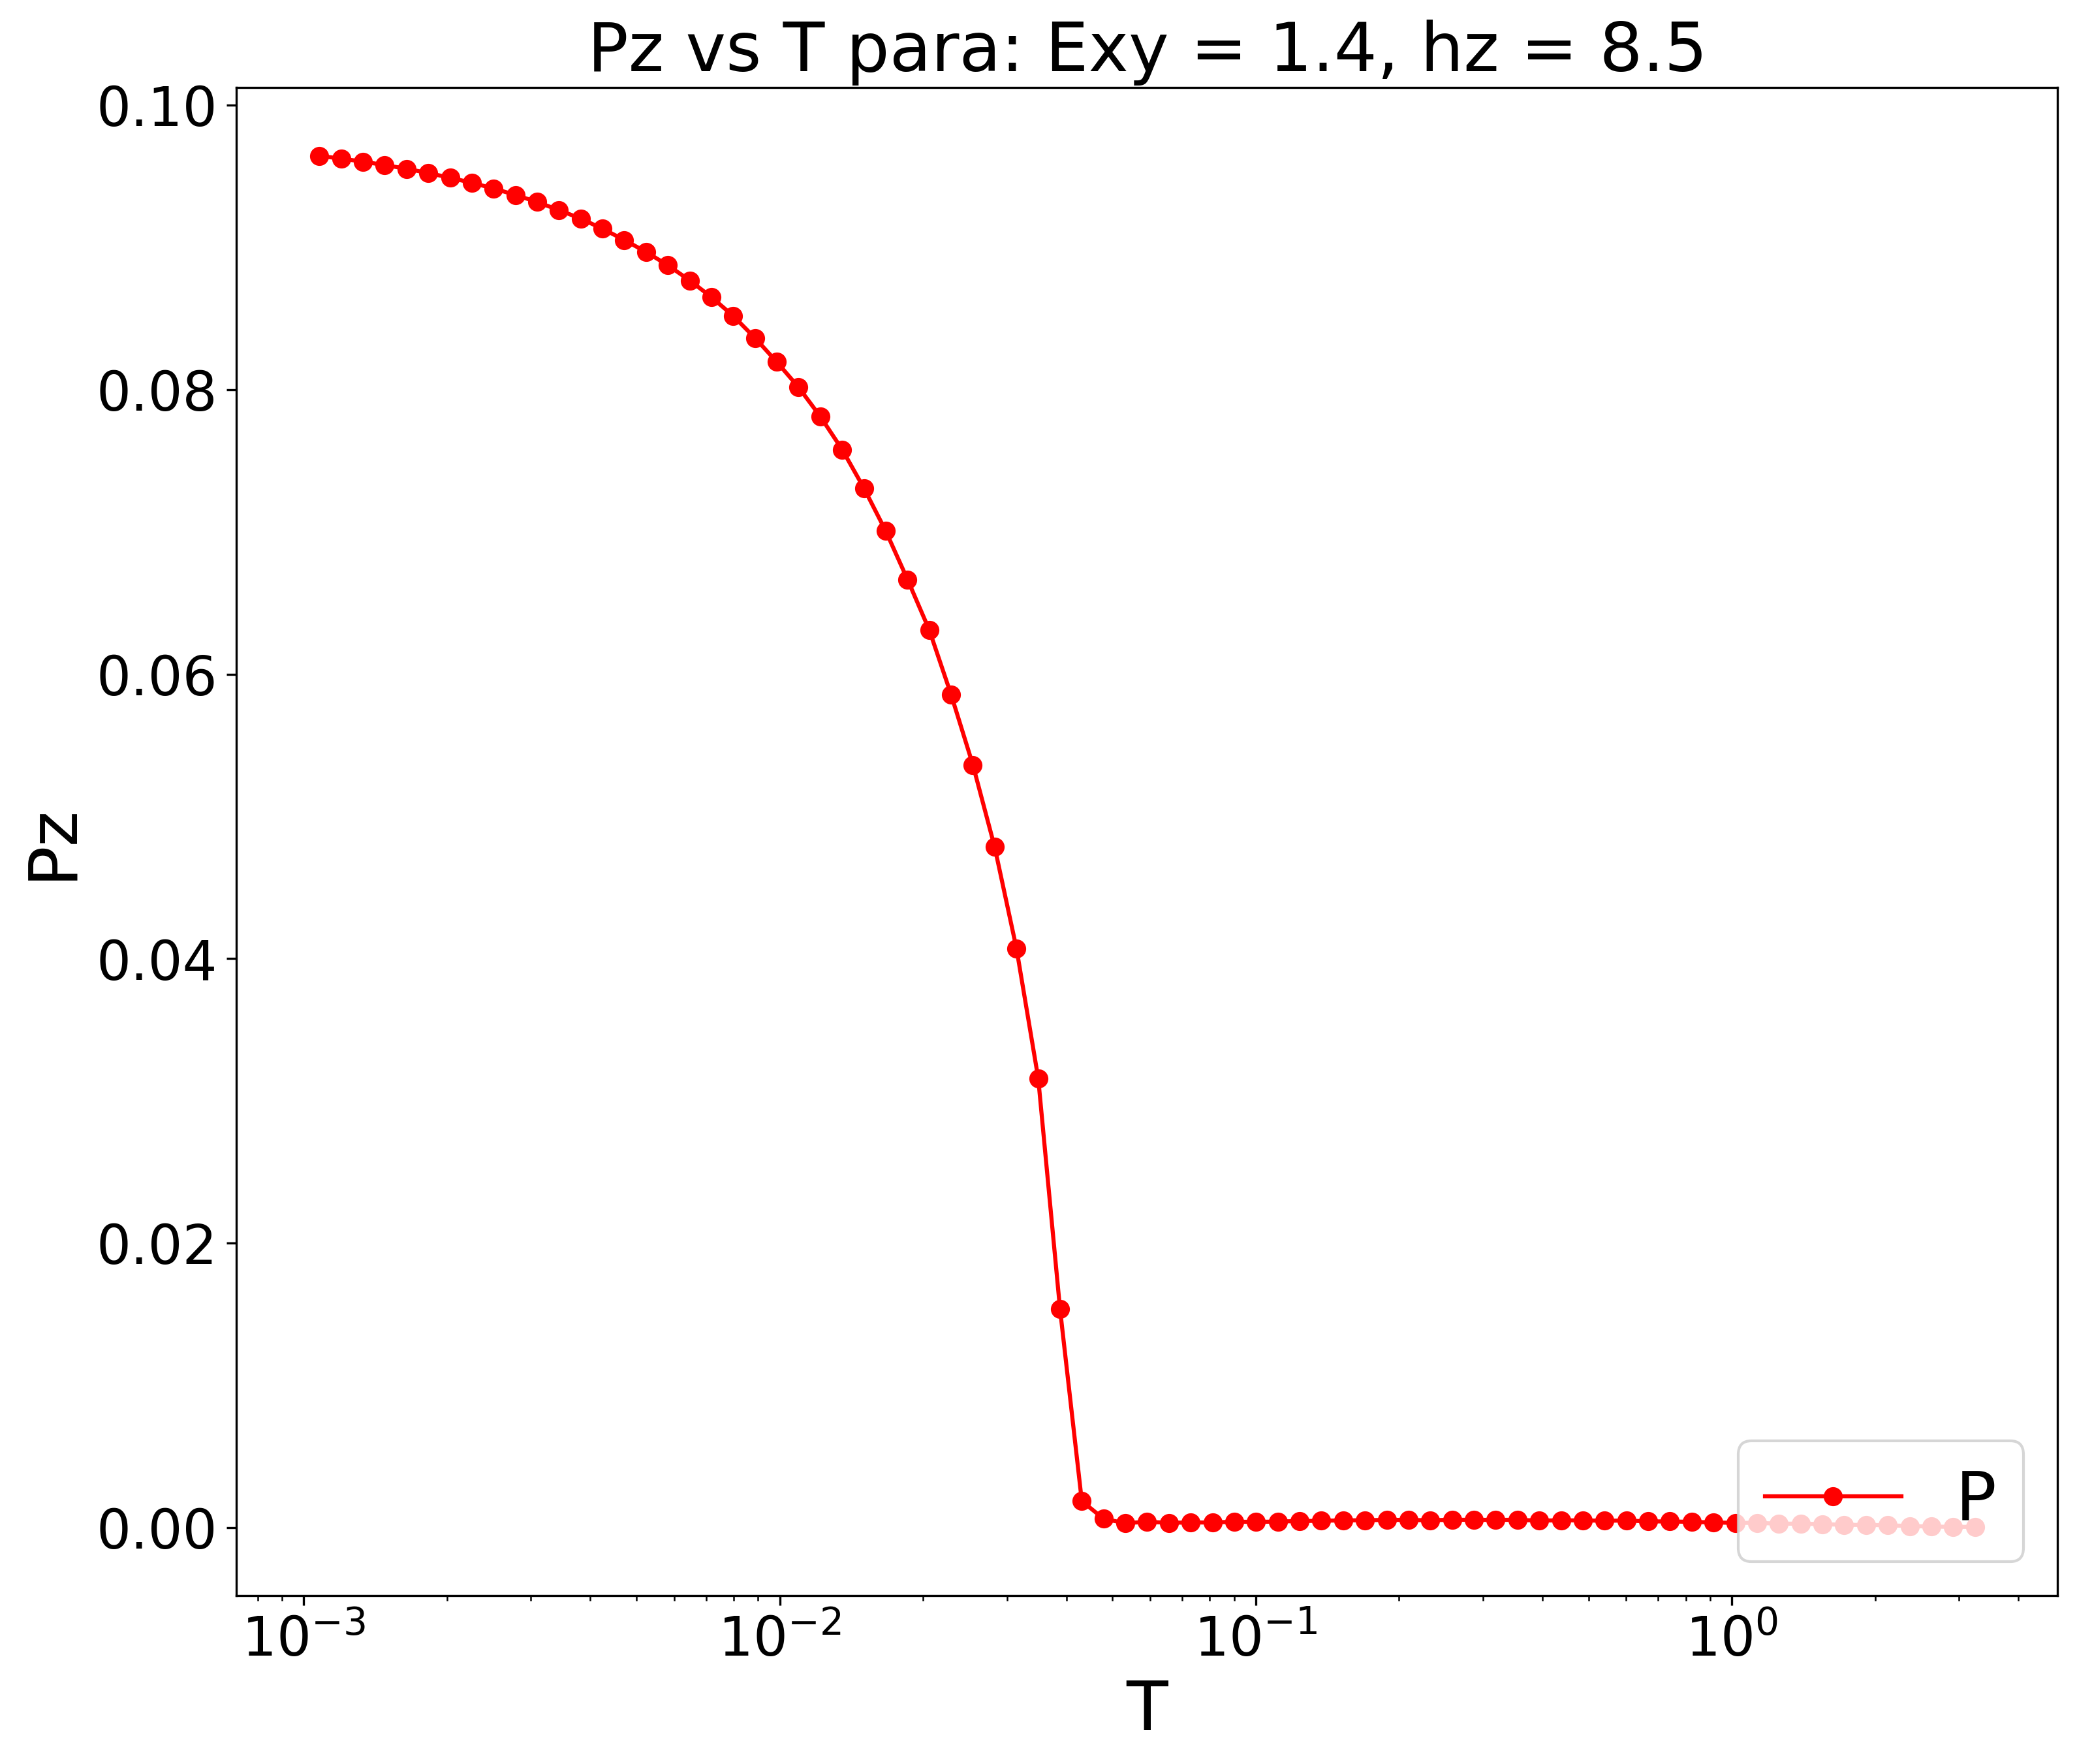 Pz vs T para: Exy = 1.4, hz = 8.5
0.10
0.08
0.06
0.04
0.02
0.00
Pz
P
10⁻³ 10⁻² 10⁻¹ 10⁰
T